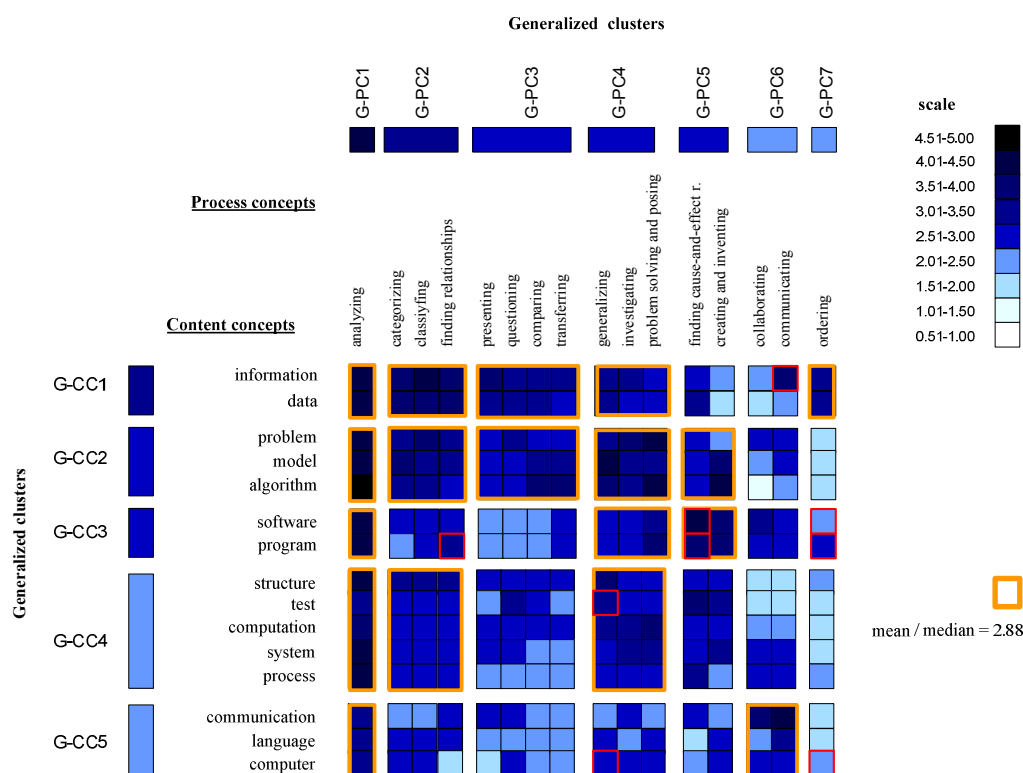 Generalized clusters
G-PC1
G-PC2
G-PC3
G-PC4
G-PC5
G-PC6
G-PC7
scale
4.51-5.00
4.01-4.50
3.51-4.00
3.01-3.50
2.51-3.00
2.01-2.50
1.51-2.00
1.01-1.50
0.51-1.00
Process concepts
analyzing
categorizing
classiyfing
finding relationships
presenting
questioning
comparing
transferring
generalizing
investigating
problem solving and posing
finding cause-and-effect r.
creating and inventing
collaborating
communicating
ordering
Content concepts
Generalized clusters
G-CC1
information
data
G-CC2
problem
model
algorithm
G-CC3
software
program
G-CC4
structure
test
computation
system
process
G-CC5
communication
language
computer
mean / median = 2.88